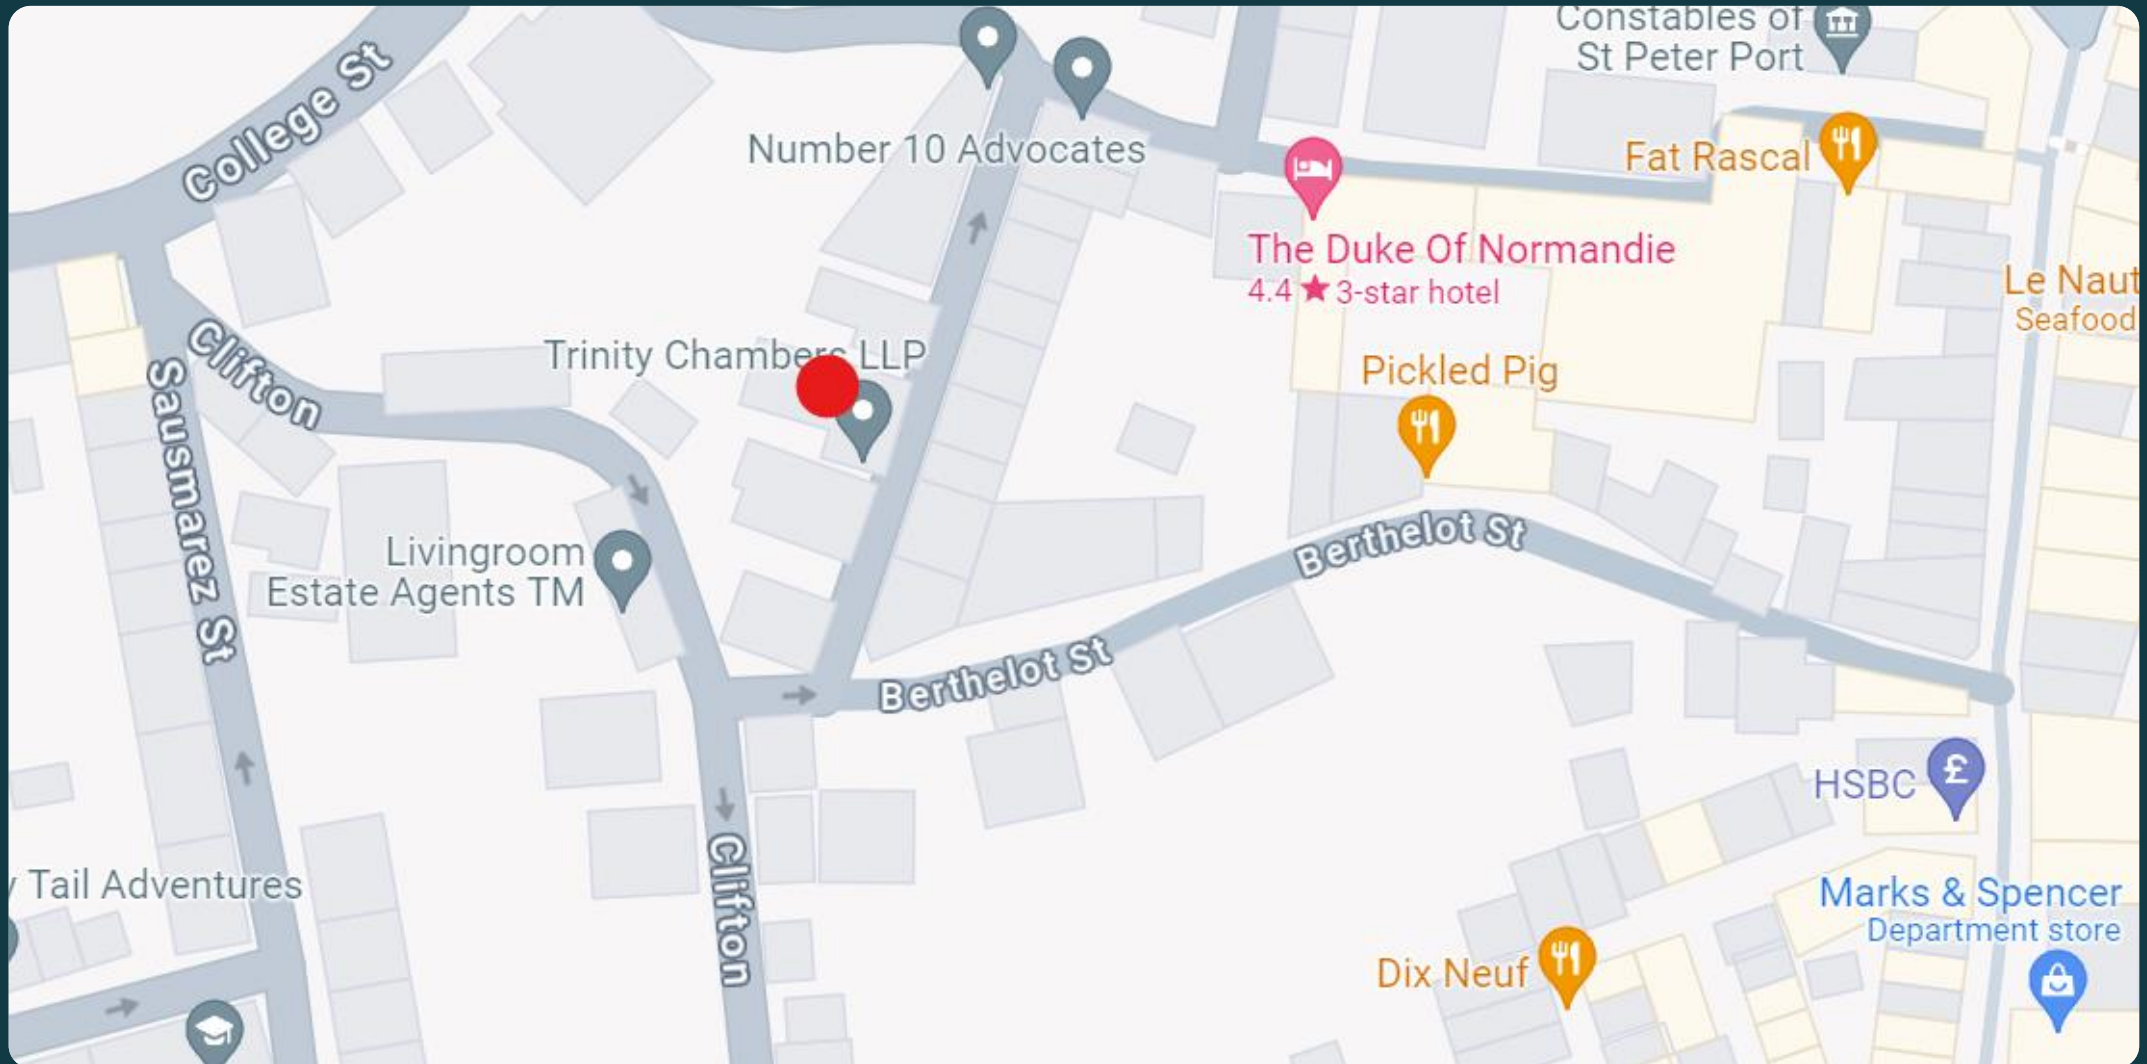 Constables of
St Peter Port
College St
Number 10 Advocates
Fat Rascal
The Duke Of Normandie
4.4 ★ 3-star hotel
Le Naut
Seafood
Clifton
Trinity Chambers LLP
Pickled Pig
Sausmarez St
Livingroom
Estate Agents TM
Berthelot St
Berthelot St
HSBC
£
Clifton
Tail Adventures
Marks & Spencer
Department store
Dix Neuf